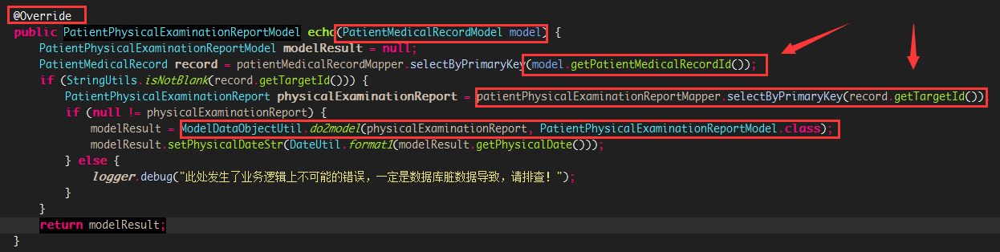 @Override
public PatientPhysicalExaminationReportModel echo(PatientMedicalRecordModel model) {
PatientPhysicalExaminationReportModel modelResult = null;
PatientMedicalRecord record = patientMedicalRecordMapper.selectByPrimaryKey(model.getPatientMedicalRecordId());
if (StringUtils.isNotBlank(record.getTargetId())) {
PatientPhysicalExaminationReport physicalExaminationReport = patientPhysicalExaminationReportMapper.selectByPrimaryKey(record.getTargetId())
if (null != physicalExaminationReport) {
modelResult = ModelDataObjectUtil.do2model(physicalExaminationReport, PatientPhysicalExaminationReportModel.class);
modelResult.setPhysicalDateStr(DateUtil.format1(modelResult.getPhysicalDate()));
} else {
logger.debug("此处发生了业务逻辑上不可能的错误，一定是数据库脏数据导致，请排查！");
}
}
return modelResult;
}